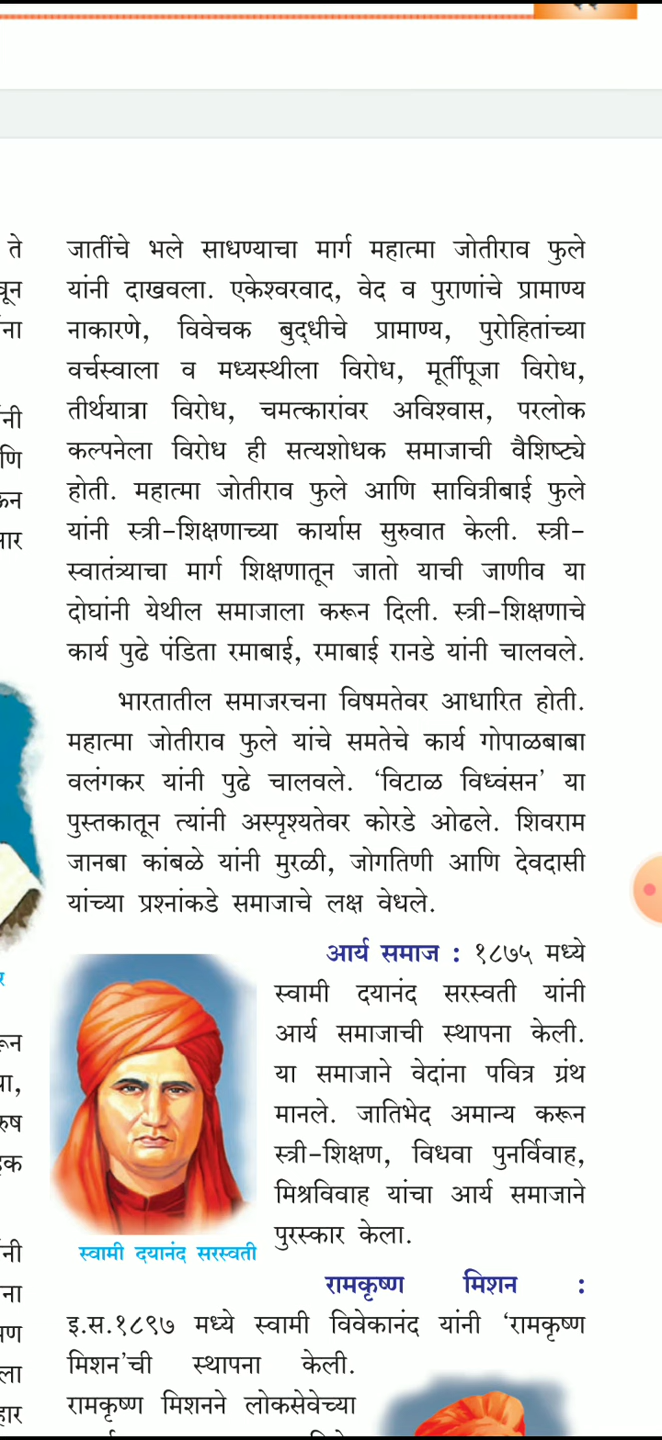 ते
जातींचे भले साधण्याचा मार्ग महात्मा जोतीराव फुले
यांनी दाखवला. एकेश्वरवाद, वेद व पुराणांचे प्रामाण्य
नाकारणे, विवेचक बुद्धीचे प्रामाण्य, पुरोहितांच्या
वर्चस्वाला व मध्यस्थीला विरोध, मूर्तीपूजा विरोध,
तीर्थयात्रा विरोध, चमत्कारांवर अविश्वास, परलोक
कल्पनेला विरोध ही सत्यशोधक समाजाची वैशिष्ट्ये
होती. महात्मा जोतीराव फुले आणि सावित्रीबाई फुले
यांनी स्त्री-शिक्षणाच्या कार्यास सुरुवात केली. स्त्री-
स्वातंत्र्याचा मार्ग शिक्षणातून जातो याची जाणीव या
दोघांनी येथील समाजाला करून दिली. स्त्री-शिक्षणाचे
कार्य पुढे पंडिता रमाबाई, रमाबाई रानडे यांनी चालवले.
भारतातील समाजरचना विषमतेवर आधारित होती.
महात्मा जोतीराव फुले यांचे समतेचे कार्य गोपाळबाबा
वलंगकर यांनी पुढे चालवले. ‘विटाळ विध्वंसन’ या
पुस्तकातून त्यांनी अस्पृश्यतेवर कोरडे ओढले. शिवराम
जानबा कांबळे यांनी मुरळी, जोगतिणी आणि देवदासी
यांच्या प्रश्नांकडे समाजाचे लक्ष वेधले.
आर्य समाज : १८७५ मध्ये
स्वामी दयानंद सरस्वती यांनी
आर्य समाजाची स्थापना केली.
या समाजाने वेदांना पवित्र ग्रंथ
मानले. जातिभेद अमान्य करून
स्त्री-शिक्षण, विधवा पुनर्विवाह,
मिश्रविवाह यांचा आर्य समाजाने
पुरस्कार केला.
स्वामी दयानंद सरस्वती
रामकृष्ण मिशन :
इ.स.१८९७ मध्ये स्वामी विवेकानंद यांनी ‘रामकृष्ण
मिशन’ची स्थापना केली.
रामकृष्ण मिशनने लोकसेवेच्या